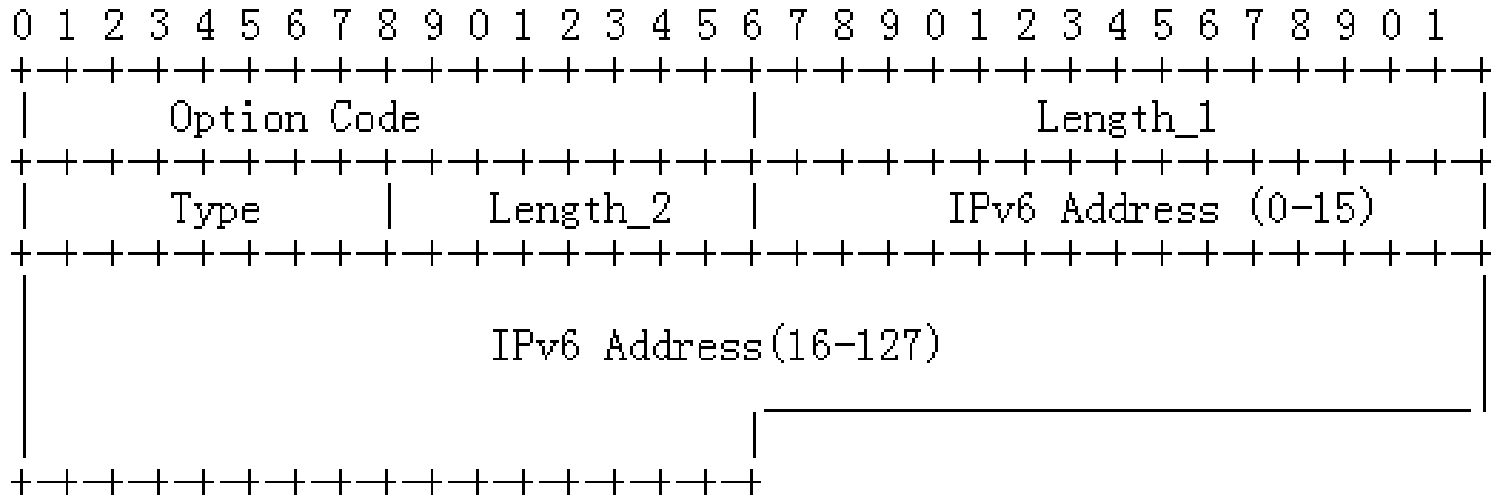 0 1 2 3 4 5 6 7 8 9 0 1 2 3 4 5 6 7 8 9 0 1 2 3 4 5 6 7 8 9 0 1
Option Code Length_1
Type Length_2 IPv6 Address (0-15)
IPv6 Address(16-127)